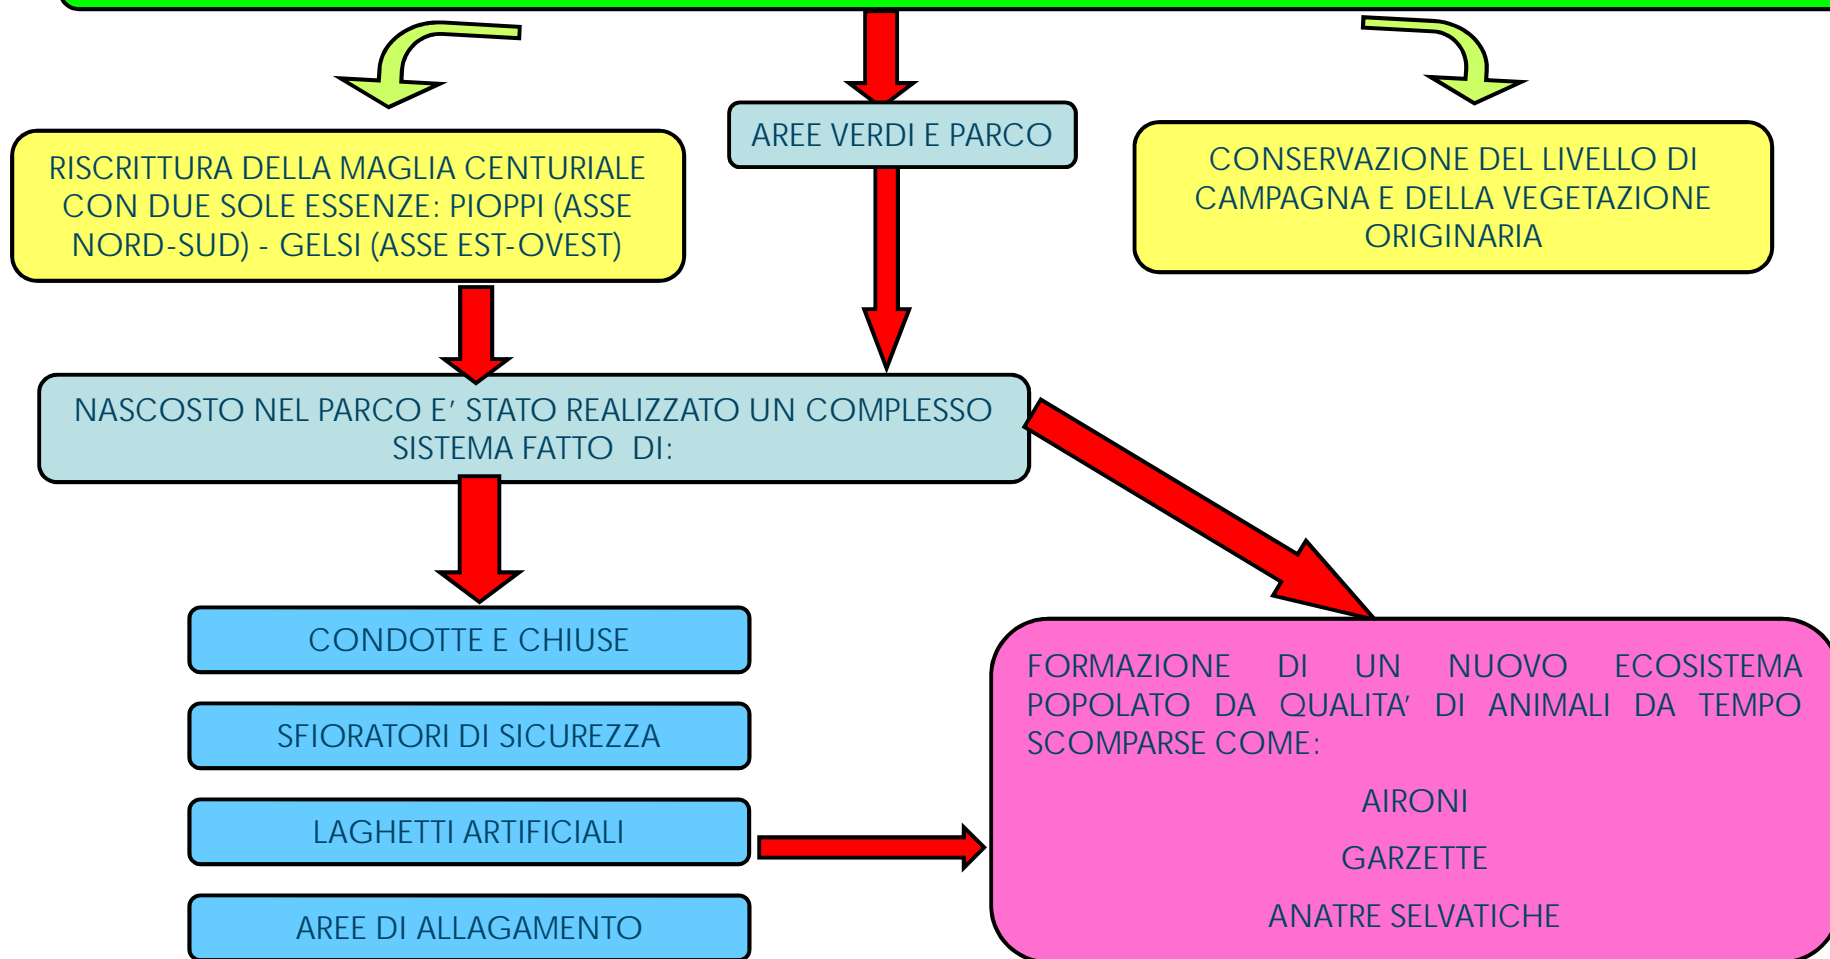 AREE VERDI E PARCO
RISCRITTURA DELLA MAGLIA CENTURIALE
CON DUE SOLE ESSENZE: PIOPPI (ASSE
NORD-SUD) - GELSI (ASSE EST-OVEST)
CONSERVAZIONE DEL LIVELLO DI
CAMPAGNA E DELLA VEGETAZIONE
ORIGINARIA
NASCOSTO NEL PARCO E’ STATO REALIZZATO UN COMPLESSO
SISTEMA FATTO DI:
CONDOTTE E CHIUSE
SFIORATORI DI SICUREZZA
LAGHETTI ARTIFICIALI
AREE DI ALLAGAMENTO
FORMAZIONE DI UN NUOVO ECOSISTEMA
POPOLATO DA QUALITA’ DI ANIMALI DA TEMPO
SCOMPARSE COME:
AIRONI
GARZETTE
ANATRE SELVATICHE